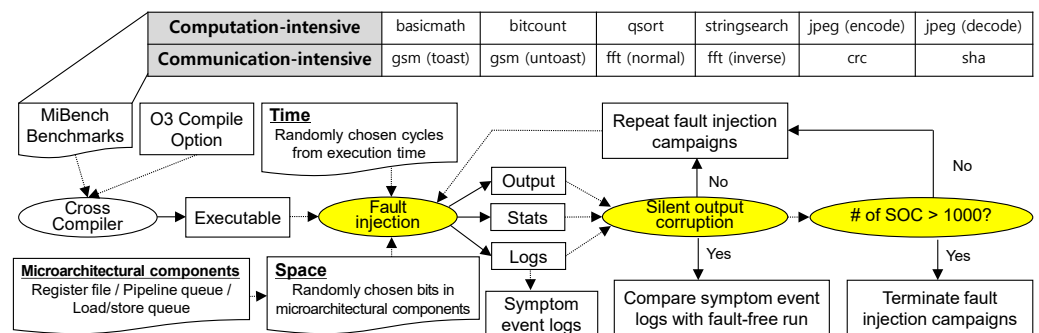 Computation-intensive basicmath bitcount qsort stringsearch jpeg (encode) jpeg (decode)
Communication-intensive gsm (toast) gsm (untoast) fft (normal) fft (inverse) crc sha
MiBench
Benchmarks
O3 Compile
Option
Time
Randomly chosen cycles
from execution time
Repeat fault injection
campaigns
No
No
Cross
Compiler
Executable
Fault
injection
Output
Stats
Logs
Silent output
corruption
# of SOC > 1000?
Yes
Yes
Microarchitectural components
Register file / Pipeline queue /
Load/store queue
Space
Randomly chosen bits in
microarchitectural components
Symptom
event logs
Compare symptom event
logs with fault-free run
Terminate fault
injection campaigns